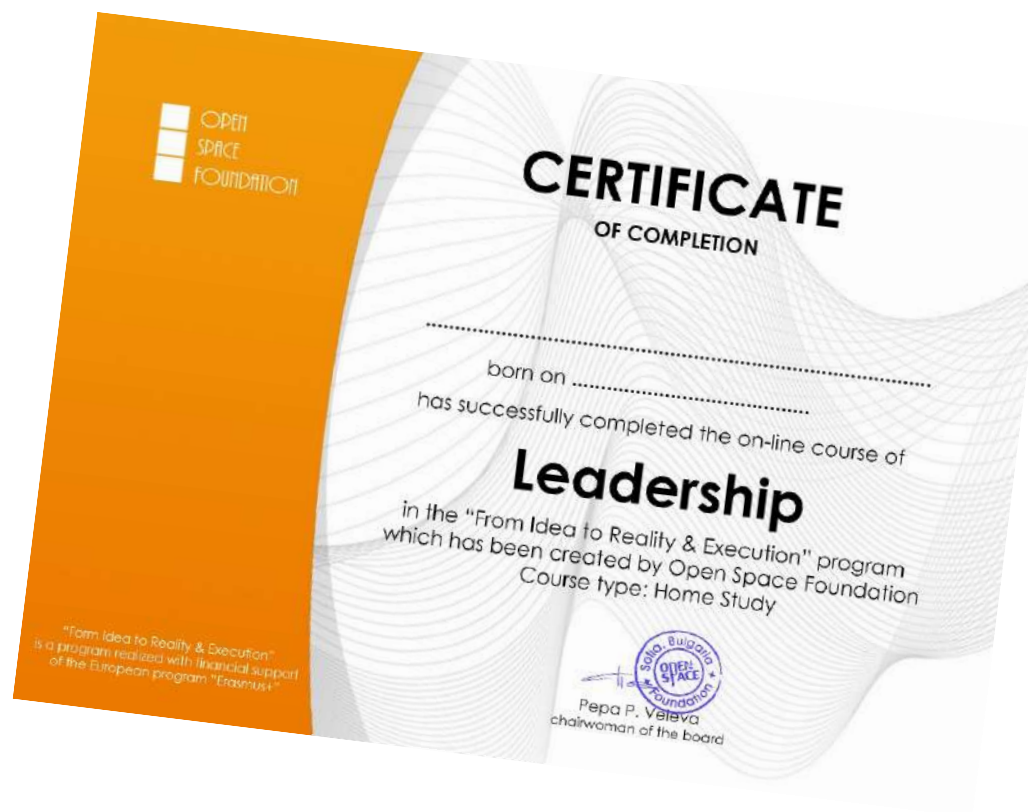 OPEN
SPACE
FOUNDATION
CERTIFICATE
OF COMPLETION
................................................................................
born on ........................................
has successfully completed the on-line course of
Leadership
in the “From Idea to Reality & Execution” program
which has been created by Open Space Foundation
Course type: Home Study
"Form Idea to Reality & Execution"
is a program realized with financial support
of the European program "Erasmus+"
Sofia, Bulgaria
OPEN
SPACE
Foundation
Pepa P. Veleva
chairwoman of the board